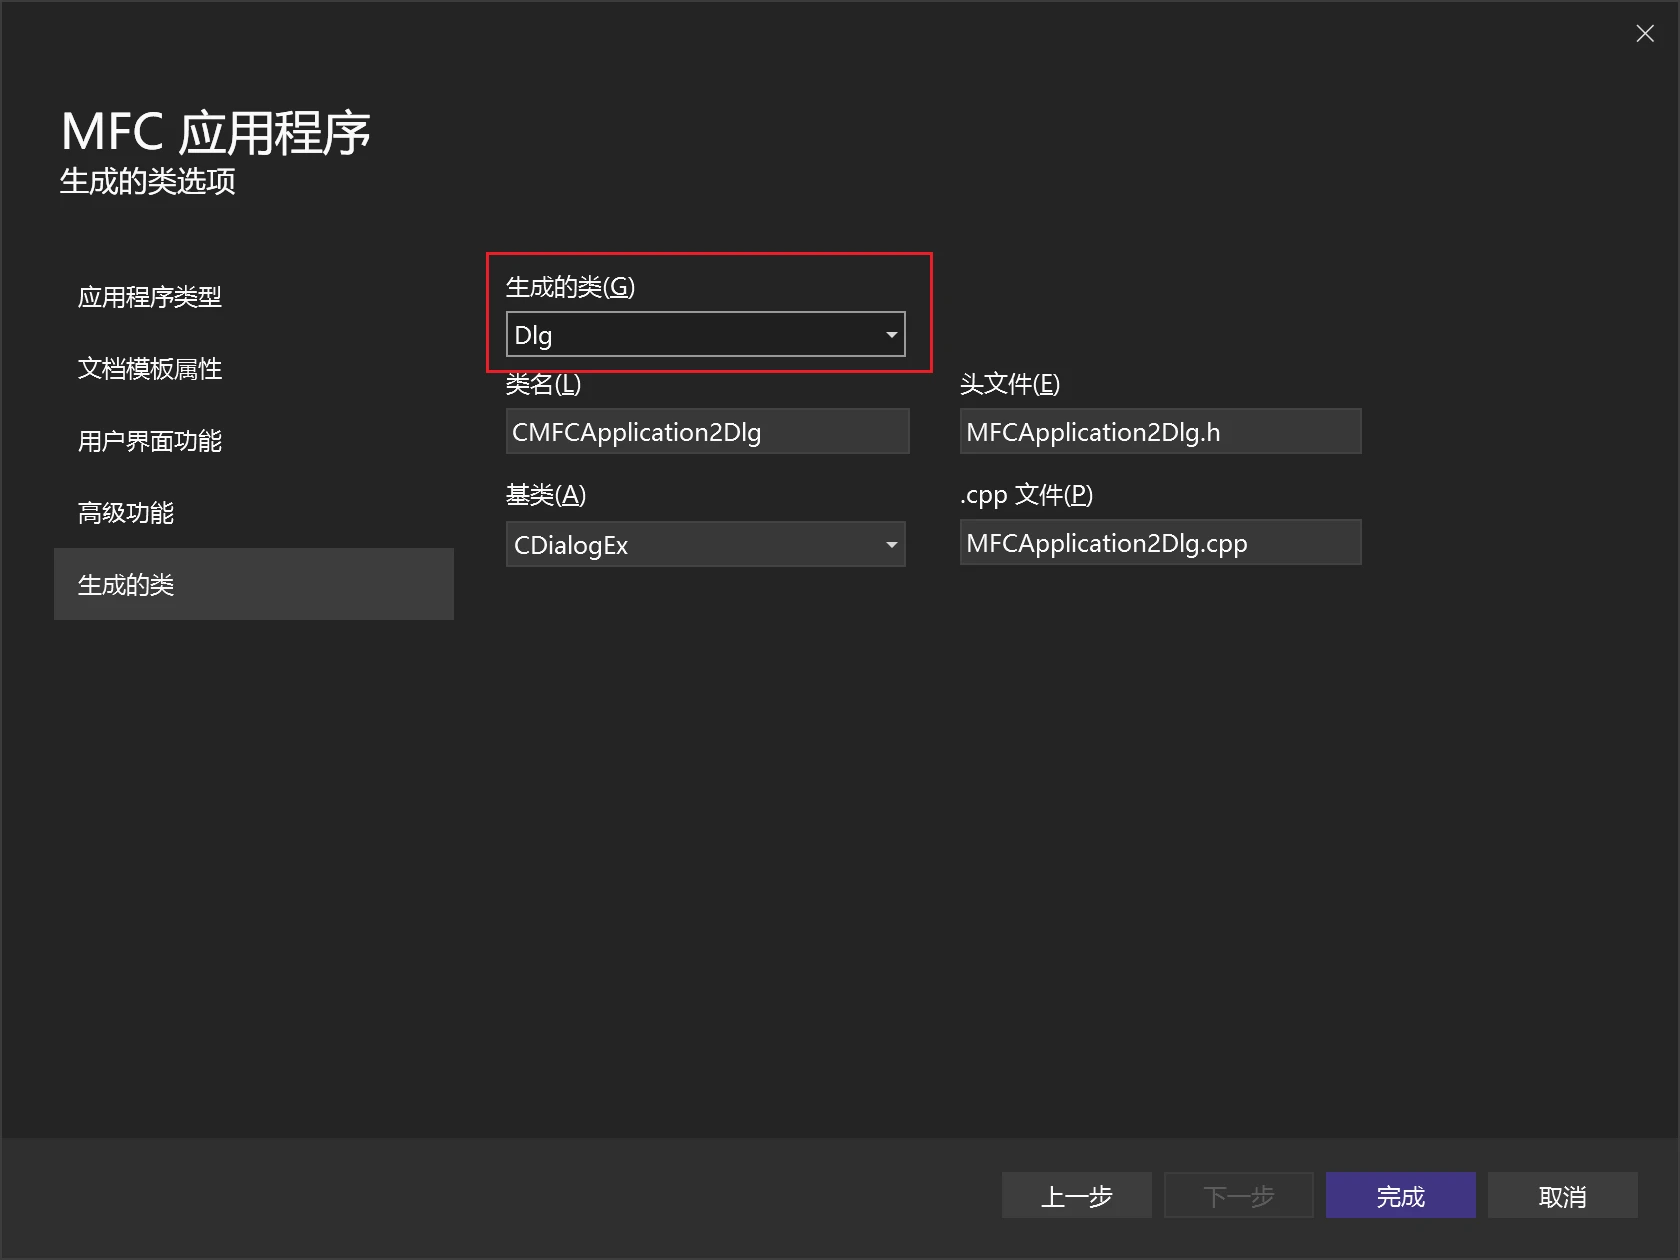 MFC 应用程序
生成的类选项
应用程序类型
文档模板属性
用户界面功能
高级功能
生成的类
生成的类(G)
Dlg
类名(L)
CMFCApplication2Dlg
头文件(E)
MFCApplication2Dlg.h
基类(A)
CDialogEx
.cpp 文件(P)
MFCApplication2Dlg.cpp
上一步
下一步
完成
取消